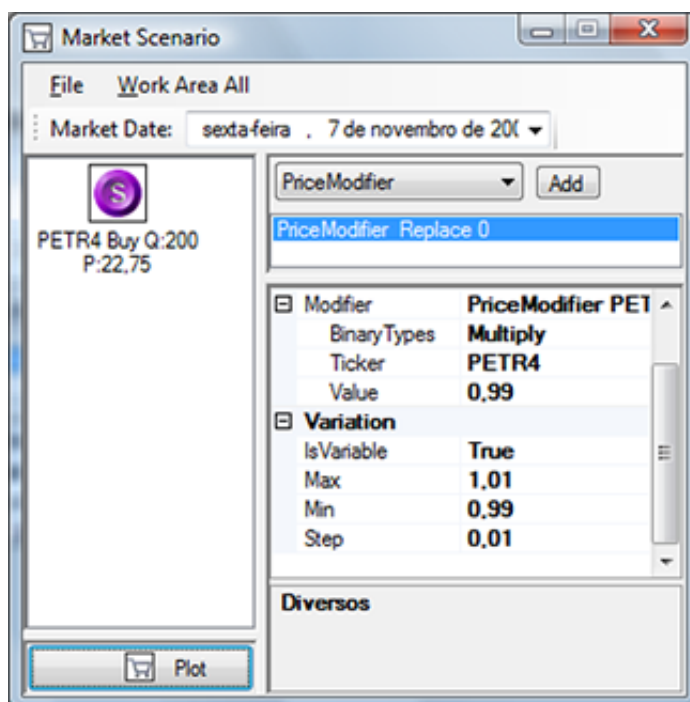 Market Scenario
File Work Area All
Market Date: sexta-feira , 7 de novembro de 20(
S
PETR4 Buy Q:200
P:22,75
PriceModifier Add
PriceModifier Replace 0
Modifier PriceModifier PET
BinaryTypes Multiply
Ticker PETR4
Value 0,99
Variation
IsVariable True
Max 1,01
Min 0,99
Step 0,01
Diversos
Plot